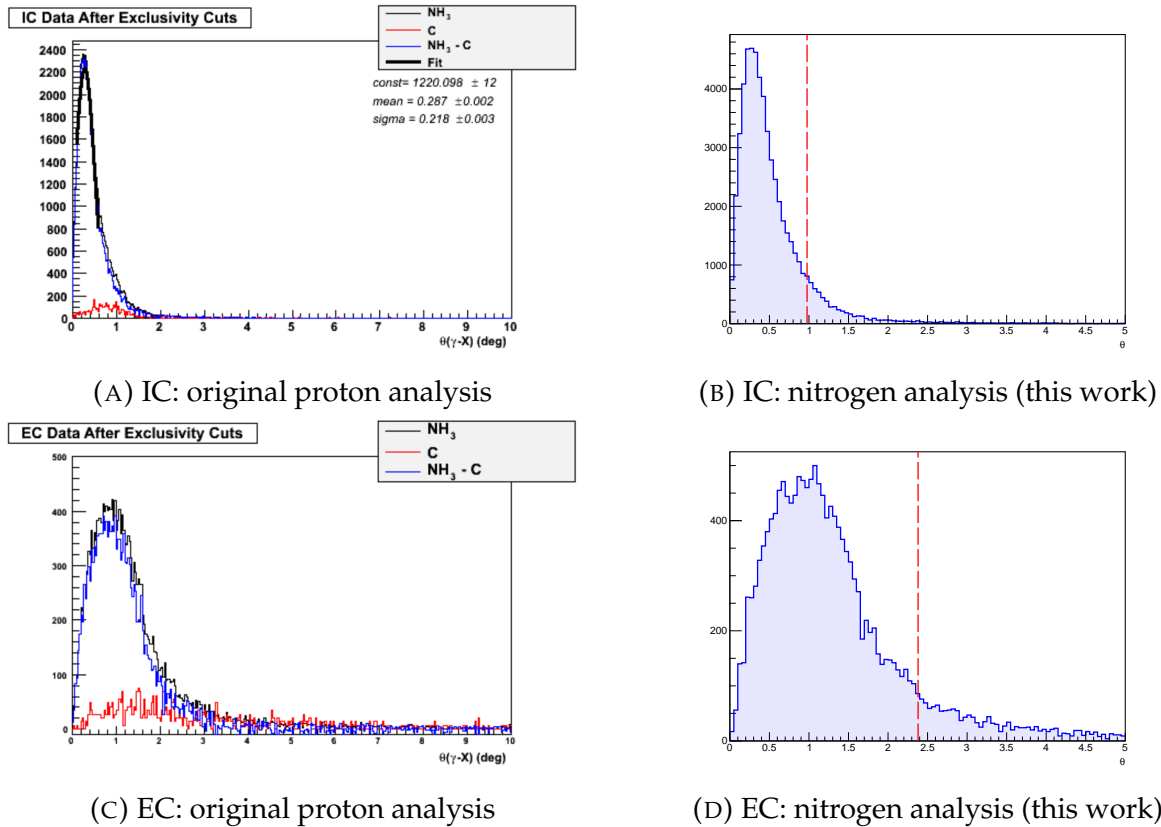 IC Data After Exclusivity Cuts
NH3
C
NH3 - C
Fit
const= 1220.098 ± 12
mean = 0.287 ±0.002
sigma = 0.218 ±0.003
2400
2200
2000
1800
1600
1400
1200
1000
800
600
400
200
0
0 1 2 3 4 5 6 7 8 9 10
θ(γ-X) (deg)
(A) IC: original proton analysis
4000
3000
2000
1000
0
0 0.5 1 1.5 2 2.5 3 3.5 4 4.5 5
θ
(B) IC: nitrogen analysis (this work)
EC Data After Exclusivity Cuts
NH3
C
NH3 - C
500
400
300
200
100
0
0 1 2 3 4 5 6 7 8 9 10
θ(γ-X) (deg)
(C) EC: original proton analysis
400
200
0
0 0.5 1 1.5 2 2.5 3 3.5 4 4.5 5
θ
(D) EC: nitrogen analysis (this work)